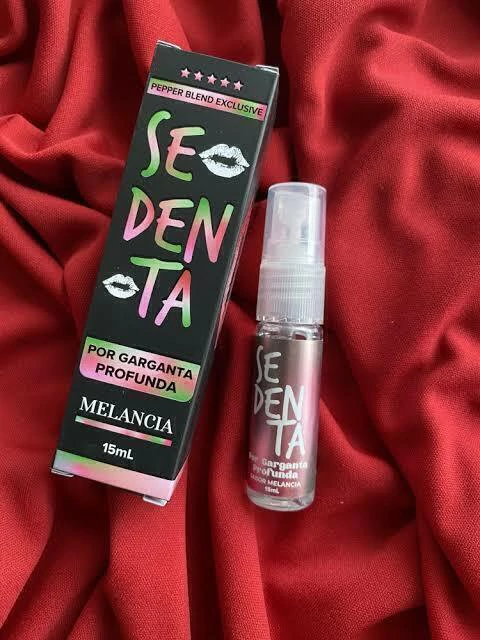 PEPPER BLEND EXCLUSIVE
SE
DEN
TA
POR GARGANTA
PROFUNDA
MELANCIA
15mL
SE
DEN
TA
Por Garganta
Profunda
SABOR MELANCIA
15mL